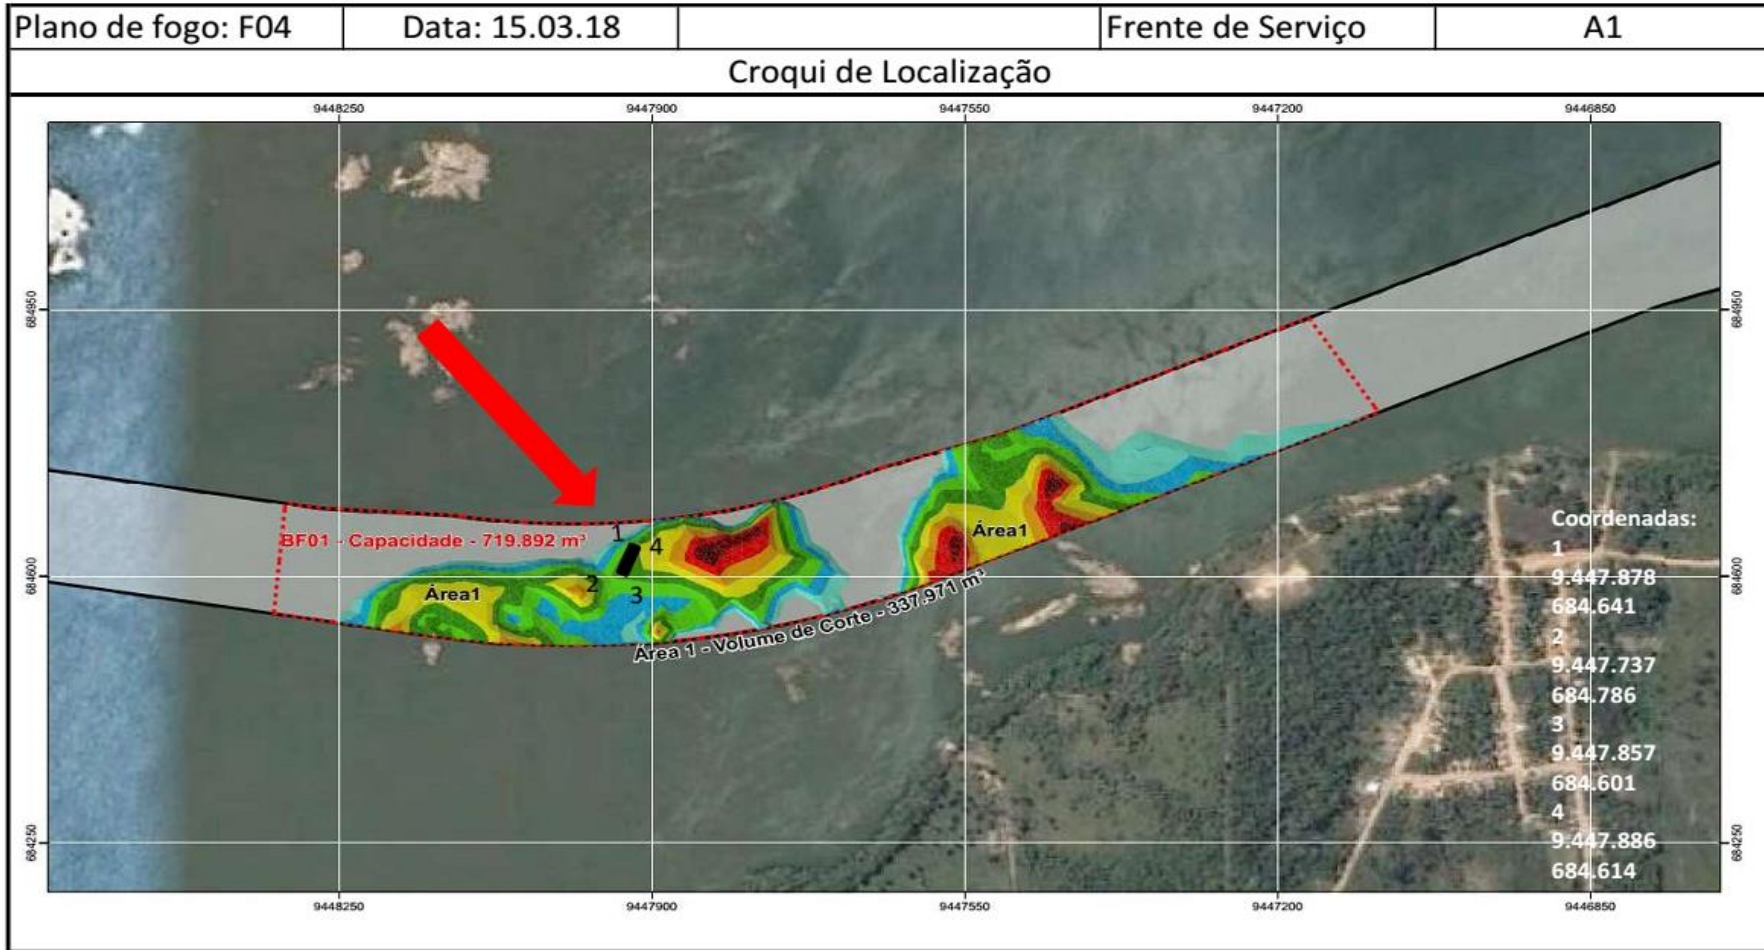 Plano de fogo: F04 Data: 15.03.18 Frente de Serviço A1
Croqui de Localização
9448250 9447900 9447550 9447200 9446850
684950 684950
1
BF01 - Capacidade - 719.892 m³
4
Área1
Coordenadas:
1
684600 684600
9.447.878
2
Área1
3
684.641
Área 1 - Volume de Corte - 337.971 m³
2
9.447.737
684.786
3
9.447.857
684.601
4
684250 684250
9.447.886
684.614
9448250 9447900 9447550 9447200 9446850